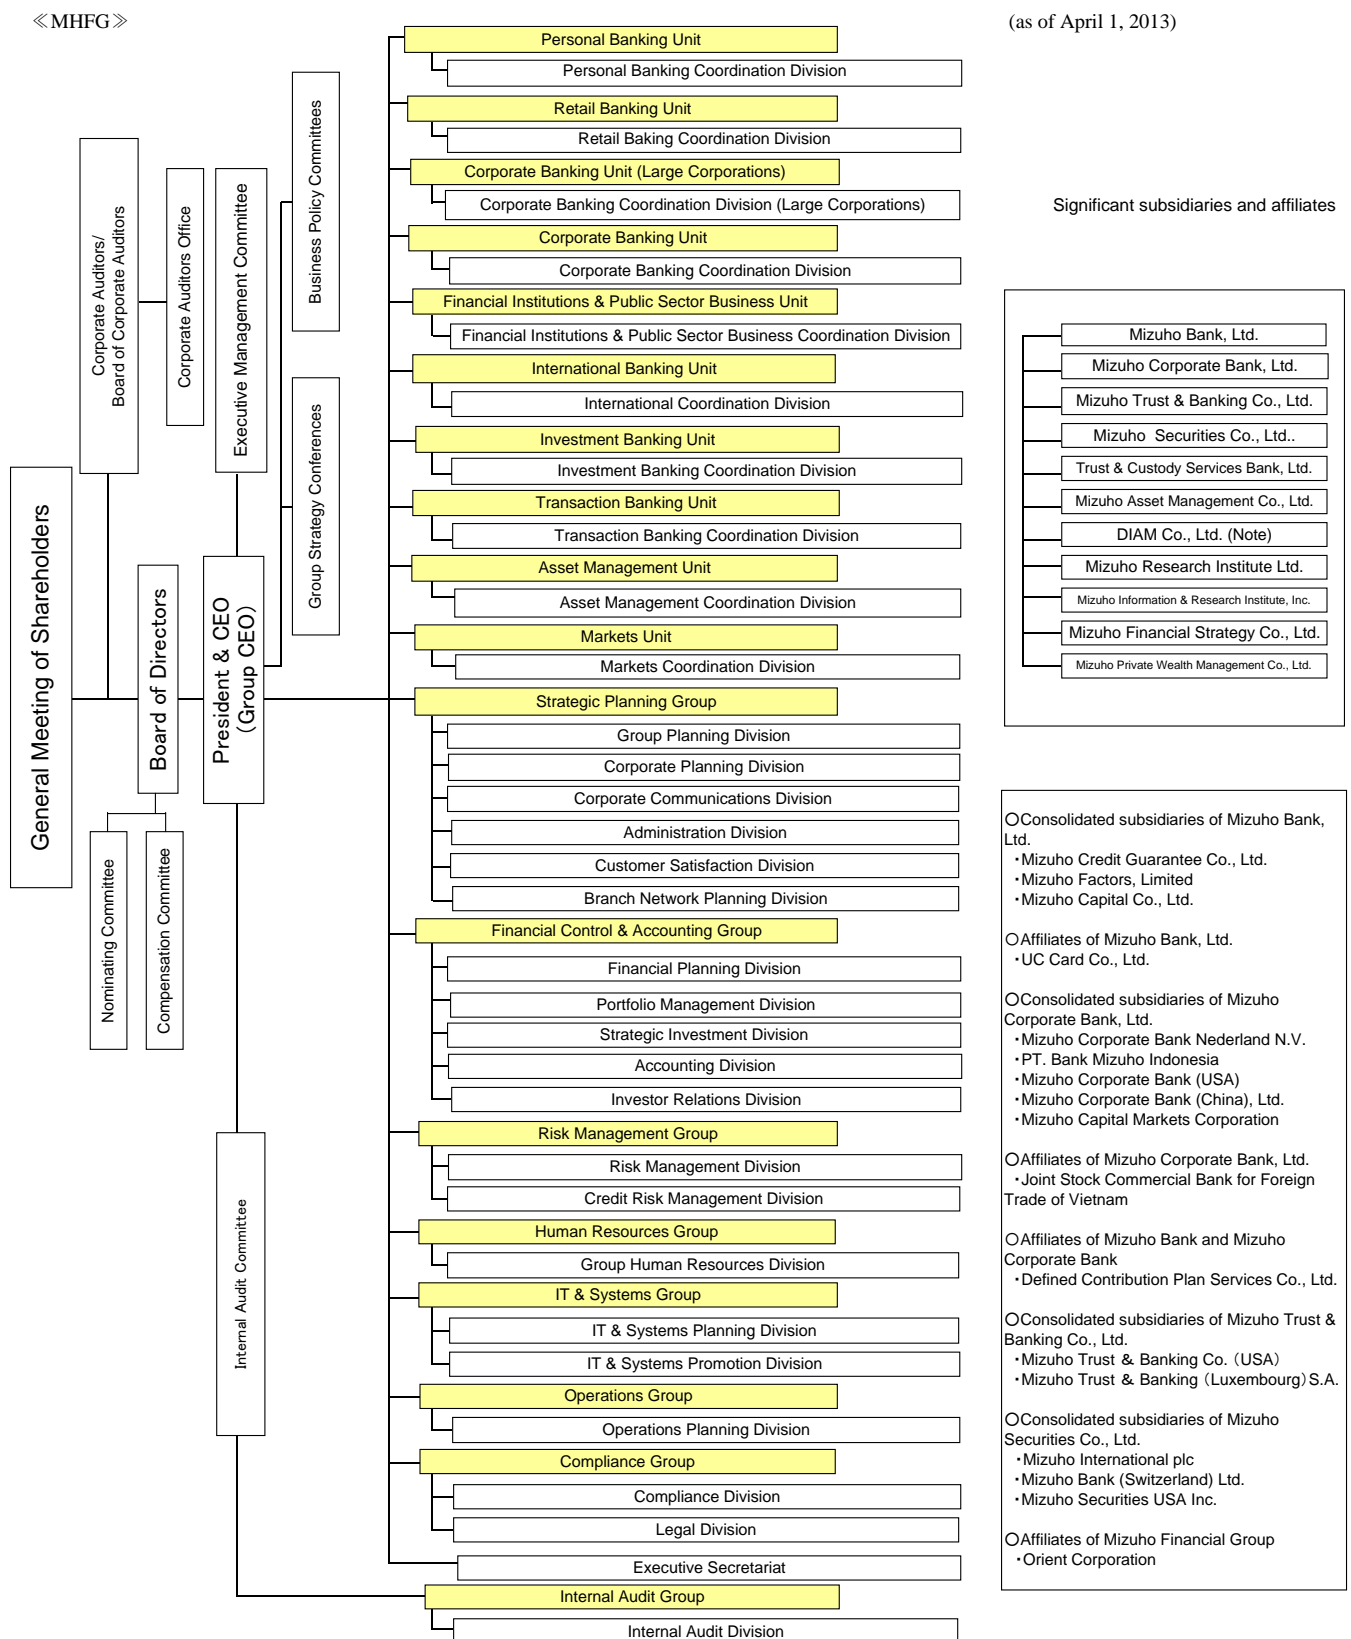 ≪MHFG≫
(as of April 1, 2013)
General Meeting of Shareholders
Corporate Auditors/
Board of Corporate Auditors
Corporate Auditors Office
Board of Directors
Nominating Committee
Compensation Committee
Executive Management Committee
President & CEO
(Group CEO)
Internal Audit Committee
Business Policy Committees
Group Strategy Conferences
Personal Banking Unit
Personal Banking Coordination Division
Retail Banking Unit
Retail Baking Coordination Division
Corporate Banking Unit (Large Corporations)
Corporate Banking Coordination Division (Large Corporations)
Corporate Banking Unit
Corporate Banking Coordination Division
Financial Institutions & Public Sector Business Unit
Financial Institutions & Public Sector Business Coordination Division
International Banking Unit
International Coordination Division
Investment Banking Unit
Investment Banking Coordination Division
Transaction Banking Unit
Transaction Banking Coordination Division
Asset Management Unit
Asset Management Coordination Division
Markets Unit
Markets Coordination Division
Strategic Planning Group
Group Planning Division
Corporate Planning Division
Corporate Communications Division
Administration Division
Customer Satisfaction Division
Branch Network Planning Division
Financial Control & Accounting Group
Financial Planning Division
Portfolio Management Division
Strategic Investment Division
Accounting Division
Investor Relations Division
Risk Management Group
Risk Management Division
Credit Risk Management Division
Human Resources Group
Group Human Resources Division
IT & Systems Group
IT & Systems Planning Division
IT & Systems Promotion Division
Operations Group
Operations Planning Division
Compliance Group
Compliance Division
Legal Division
Executive Secretariat
Internal Audit Group
Internal Audit Division
Significant subsidiaries and affiliates
Mizuho Bank, Ltd.
Mizuho Corporate Bank, Ltd.
Mizuho Trust & Banking Co., Ltd.
Mizuho Securities Co., Ltd..
Trust & Custody Services Bank, Ltd.
Mizuho Asset Management Co., Ltd.
DIAM Co., Ltd. (Note)
Mizuho Research Institute Ltd.
Mizuho Information & Research Institute, Inc.
Mizuho Financial Strategy Co., Ltd.
Mizuho Private Wealth Management Co., Ltd.
○Consolidated subsidiaries of Mizuho Bank,
Ltd.
・Mizuho Credit Guarantee Co., Ltd.
・Mizuho Factors, Limited
・Mizuho Capital Co., Ltd.
○Affiliates of Mizuho Bank, Ltd.
・UC Card Co., Ltd.
○Consolidated subsidiaries of Mizuho
Corporate Bank, Ltd.
・Mizuho Corporate Bank Nederland N.V.
・PT. Bank Mizuho Indonesia
・Mizuho Corporate Bank (USA)
・Mizuho Corporate Bank (China), Ltd.
・Mizuho Capital Markets Corporation
○Affiliates of Mizuho Corporate Bank, Ltd.
・Joint Stock Commercial Bank for Foreign
Trade of Vietnam
○Affiliates of Mizuho Bank and Mizuho
Corporate Bank
・Defined Contribution Plan Services Co., Ltd.
○Consolidated subsidiaries of Mizuho Trust &
Banking Co., Ltd.
・Mizuho Trust & Banking Co. (USA)
・Mizuho Trust & Banking (Luxembourg)S.A.
○Consolidated subsidiaries of Mizuho
Securities Co., Ltd.
・Mizuho International plc
・Mizuho Bank (Switzerland) Ltd.
・Mizuho Securities USA Inc.
○Affiliates of Mizuho Financial Group
・Orient Corporation